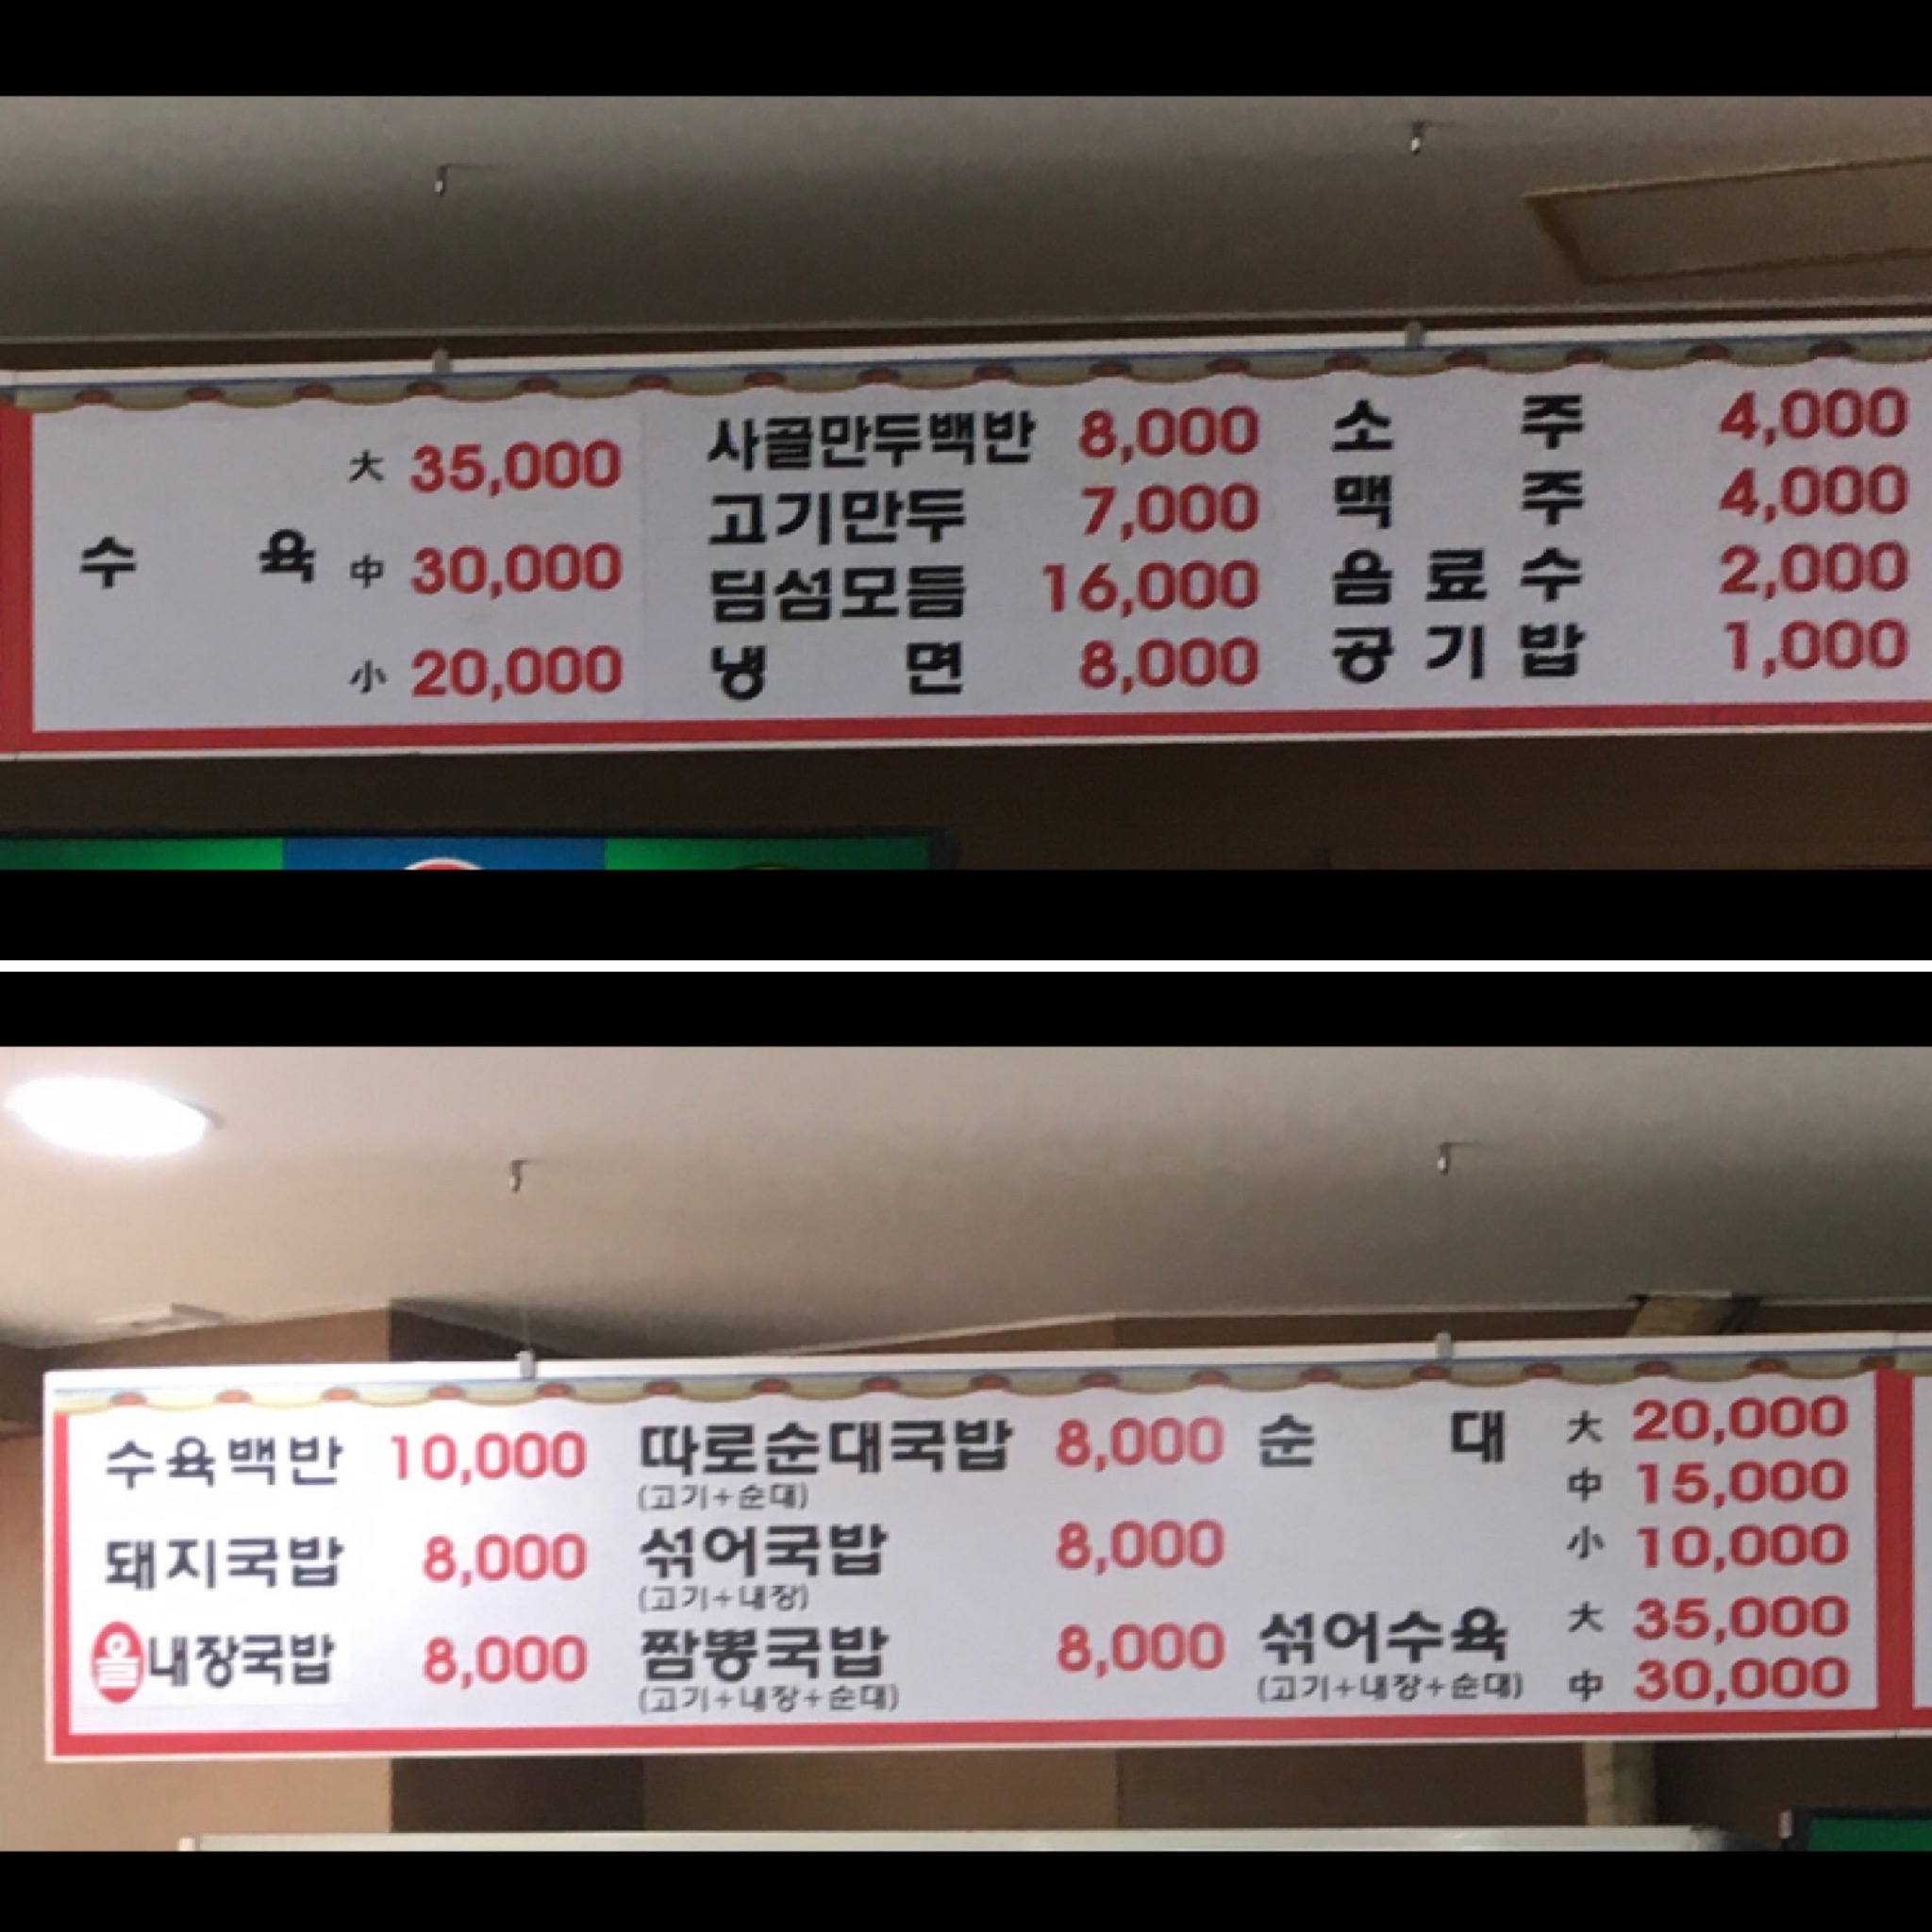 수육 大 35,000
中 30,000
小 20,000
사골만두백반 8,000
고기만두 7,000
딤섬모듬 16,000
냉면 8,000
소주 4,000
맥주 4,000
음료수 2,000
공기밥 1,000
수육백반 10,000
돼지국밥 8,000
올내장국밥 8,000
따로순대국밥 8,000
(고기+순대)
섞어국밥 8,000
(고기+내장)
짬뽕국밥 8,000
(고기+내장+순대)
순대 大 20,000
中 15,000
小 10,000
섞어수육 大 35,000
(고기+내장+순대) 中 30,000